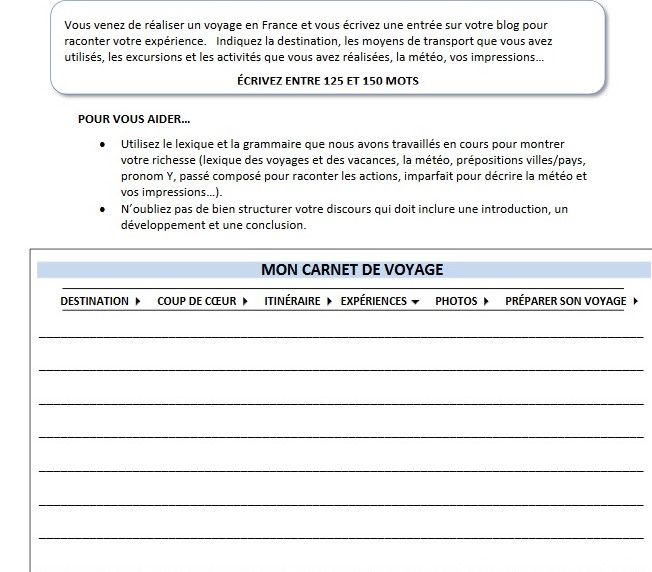 Vous venez de réaliser un voyage en France et vous écrivez une entrée sur votre blog pour
raconter votre expérience. Indiquez la destination, les moyens de transport que vous avez
utilisés, les excursions et les activités que vous avez réalisées, la météo, vos impressions…
ÉCRIVEZ ENTRE 125 ET 150 MOTS
POUR VOUS AIDER…
• Utilisez le lexique et la grammaire que nous avons travaillés en cours pour montrer
votre richesse (lexique des voyages et des vacances, la météo, prépositions villes/pays,
pronom Y, passé composé pour raconter les actions, imparfait pour décrire la météo et
vos impressions…).
• N’oubliez pas de bien structurer votre discours qui doit inclure une introduction, un
développement et une conclusion.
MON CARNET DE VOYAGE
DESTINATION COUP DE CŒUR ITINÉRAIRE EXPÉRIENCES PHOTOS PRÉPARER SON VOYAGE